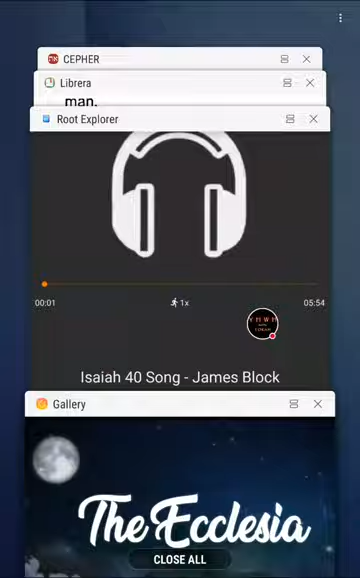 CEPHER
Librera
man.
Root Explorer
00:01
1x
05:54
Isaiah 40 Song - James Block
Gallery
The Ecclesia
CLOSE ALL